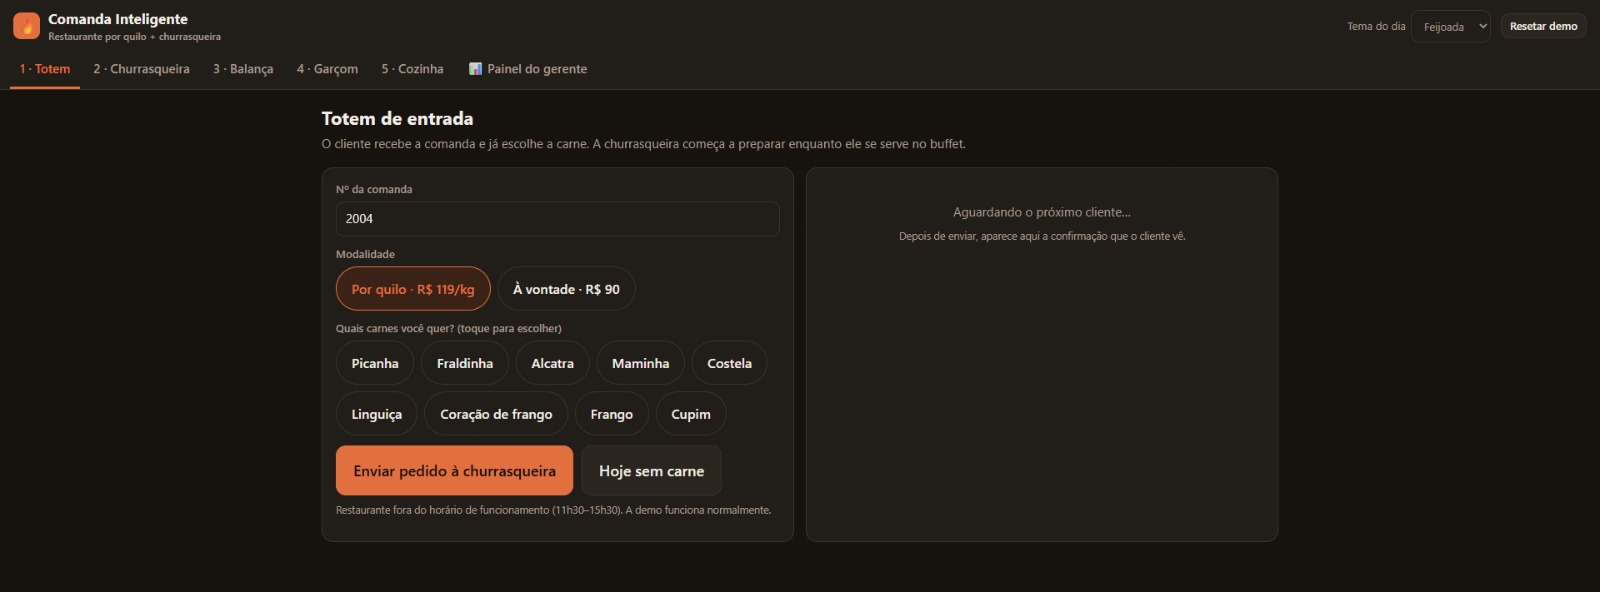 Comanda Inteligente
Restaurante por quilo + churrasqueira
Tema do dia Feijoada Resetar demo
1 · Totem 2 · Churrasqueira 3 · Balança 4 · Garçom 5 · Cozinha Painel do gerente
Totem de entrada
O cliente recebe a comanda e já escolhe a carne. A churrasqueira começa a preparar enquanto ele se serve no buffet.
Nº da comanda
2004
Modalidade
Por quilo · R$ 119/kg À vontade · R$ 90
Quais carnes você quer? (toque para escolher)
Picanha Fraldinha Alcatra Maminha Costela
Linguiça Coração de frango Frango Cupim
Enviar pedido à churrasqueira Hoje sem carne
Restaurante fora do horário de funcionamento (11h30–15h30). A demo funciona normalmente.
Aguardando o próximo cliente...
Depois de enviar, aparece aqui a confirmação que o cliente vê.